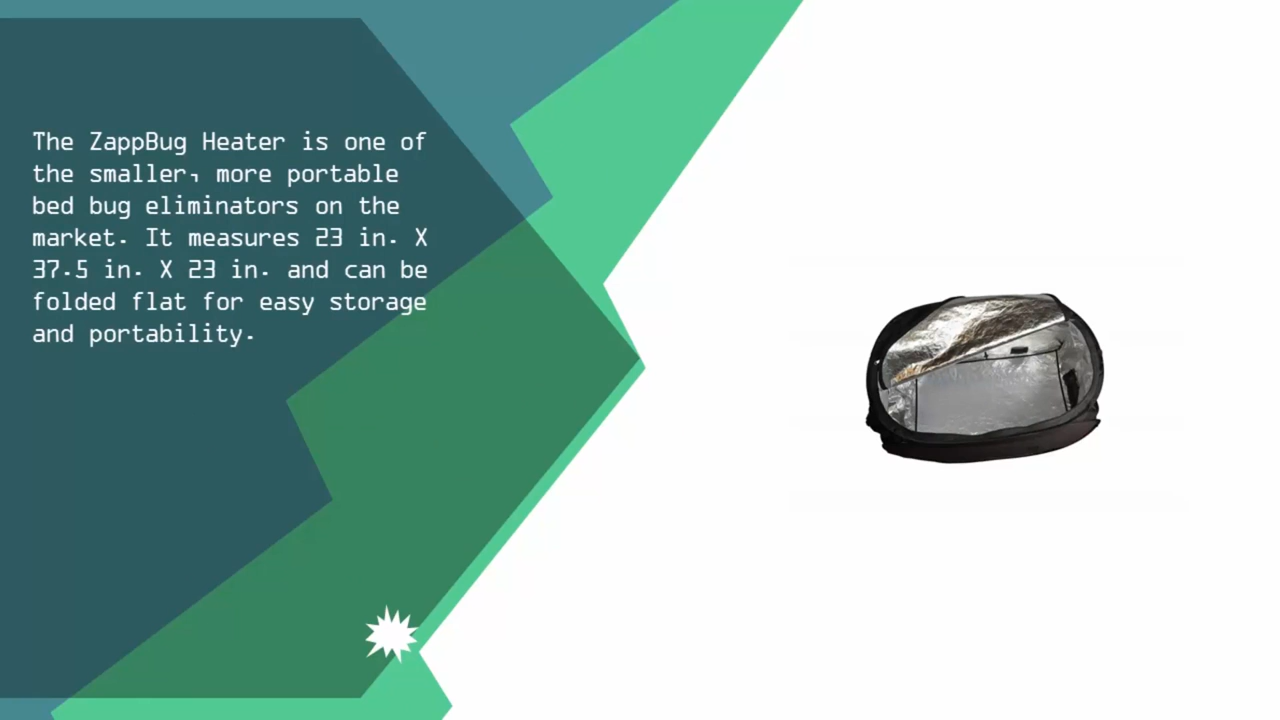 The ZappBug Heater is one of
the smaller, more portable
bed bug eliminators on the
market. It measures 23 in. X
37.5 in. X 23 in. and can be
folded flat for easy storage
and portability.